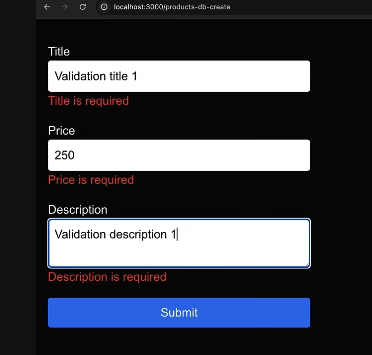 localhost:3000/products-db-create
Title
Validation title 1
Title is required
Price
250
Price is required
Description
Validation description 1
Description is required
Submit